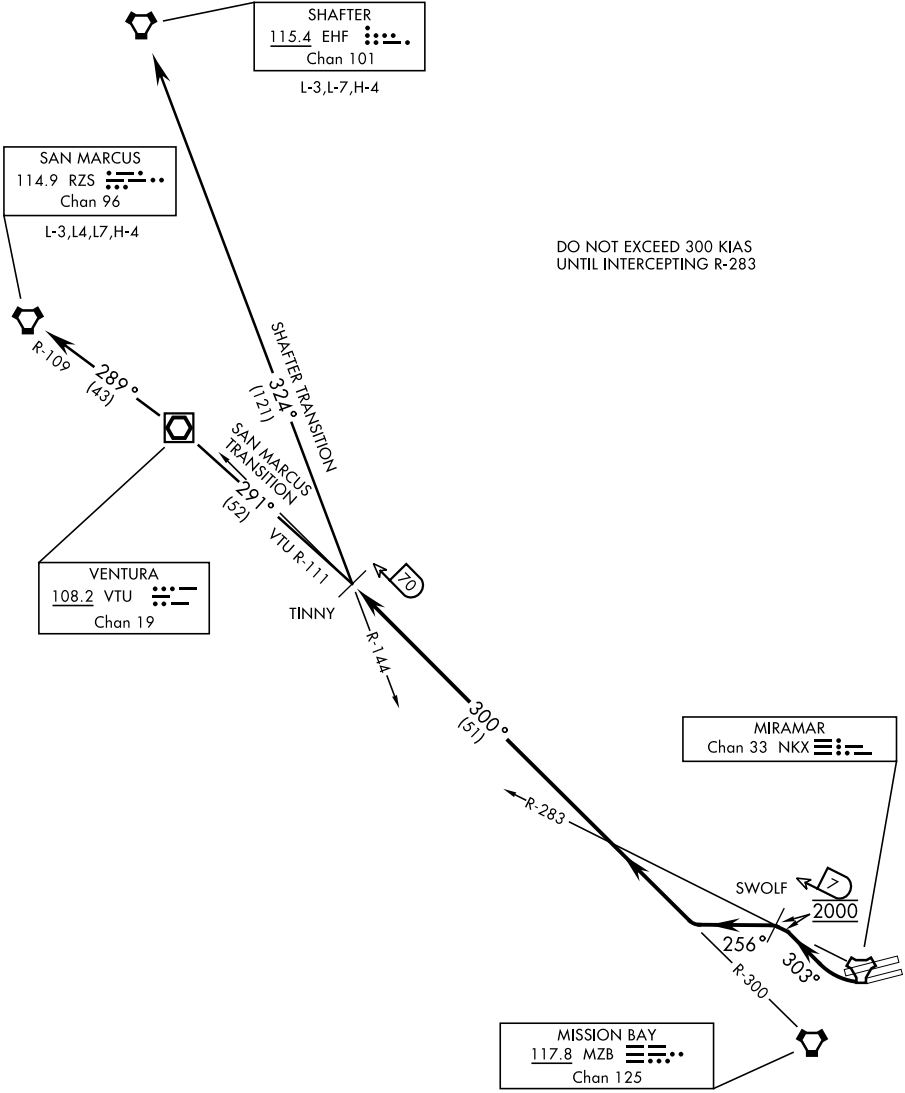 SHAFTER
115.4 EHF
Chan 101
L-3,L-7,H-4
SAN MARCUS
114.9 RZS
Chan 96
L-3,L4,L7,H-4
DO NOT EXCEED 300 KIAS
UNTIL INTERCEPTING R-283
R-109
289°
(43)
SHAFTER TRANSITION
324°
(121)
SAN MARCUS
TRANSITION
291°
(52)
VTU R-111
VENTURA
108.2 VTU
Chan 19
70
TINNY
R-144
300°
(51)
MIRAMAR
Chan 33 NKX
R-283
SWOLF
7
2000
256°
303°
R-300
MISSION BAY
117.8 MZB
Chan 125